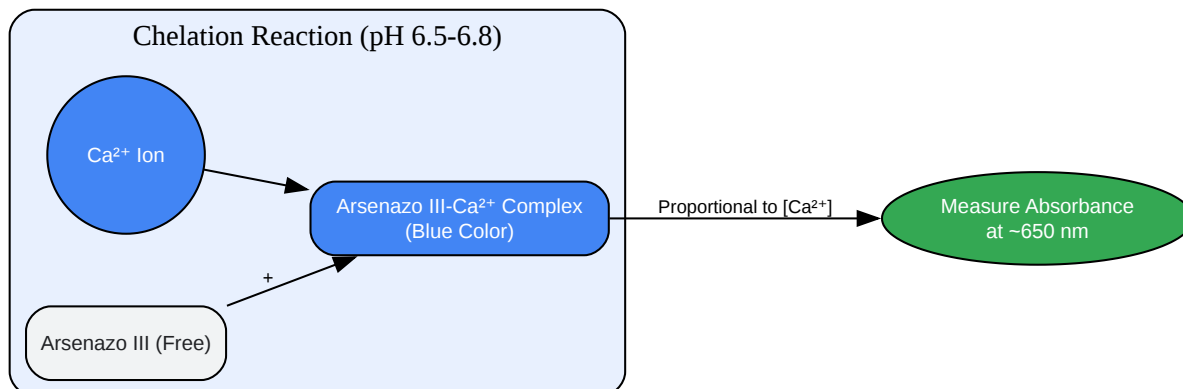 Chelation Reaction (pH 6.5-6.8)
Ca²⁺ Ion
Arsenazo III-Ca²⁺ Complex
(Blue Color)
Proportional to [Ca²⁺]
Measure Absorbance
at ~650 nm
+
Arsenazo III (Free)